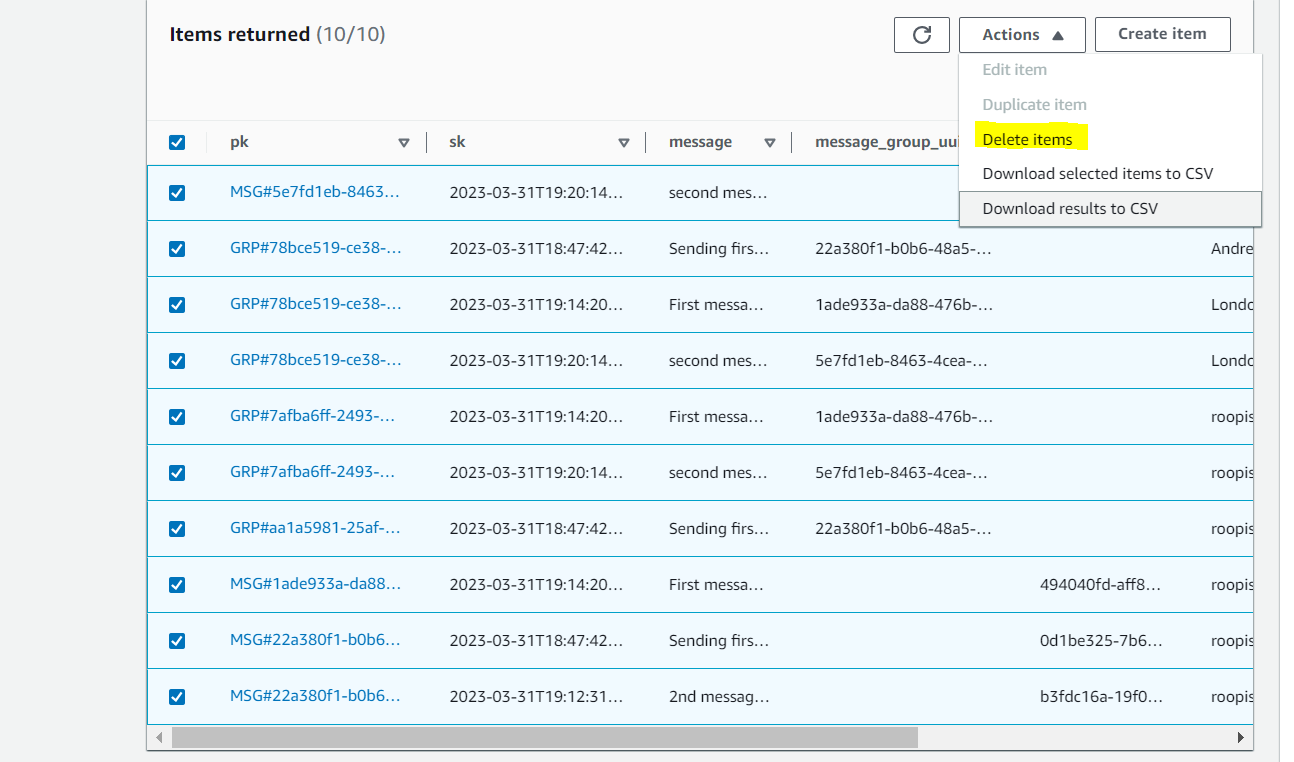 Items returned (10/10)
Actions
Create item
Edit item
Duplicate item
Delete items
Download selected items to CSV
Download results to CSV
pk sk message message_group_uui
MSG#5e7fd1eb-8463... 2023-03-31T19:20:14... second mes...
GRP#78bce519-ce38-... 2023-03-31T18:47:42... Sending firs... 22a380f1-b0b6-48a5-... Andre
GRP#78bce519-ce38-... 2023-03-31T19:14:20... First messa... 1ade933a-da88-476b-... Londo
GRP#78bce519-ce38-... 2023-03-31T19:20:14... second mes... 5e7fd1eb-8463-4cea-... Londo
GRP#7afba6ff-2493-... 2023-03-31T19:14:20... First messa... 1ade933a-da88-476b-... roopis
GRP#7afba6ff-2493-... 2023-03-31T19:20:14... second mes... 5e7fd1eb-8463-4cea-... roopis
GRP#aa1a5981-25af-... 2023-03-31T18:47:42... Sending firs... 22a380f1-b0b6-48a5-... roopis
MSG#1ade933a-da88... 2023-03-31T19:14:20... First messa... 494040fd-aff8... roopis
MSG#22a380f1-b0b6... 2023-03-31T18:47:42... Sending firs... 0d1be325-7b6... roopis
MSG#22a380f1-b0b6... 2023-03-31T19:12:31... 2nd messag... b3fdc16a-19f0... roopis